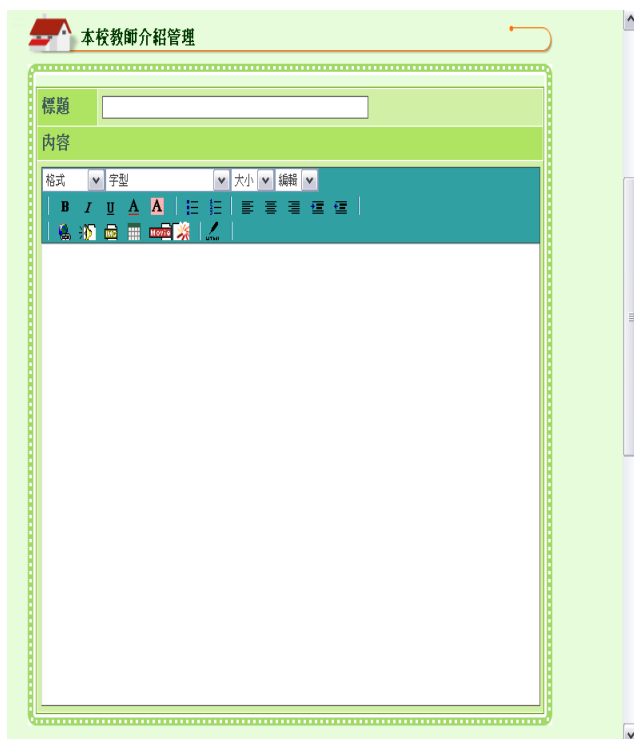 本校教師介紹管理
標題
內容
格式 字型 大小 編輯
B I U A A
IMG Movie HTML